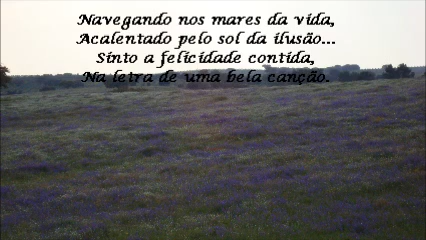 Navegando nos mares da vida,
Acalentado pelo sol da ilusão...
Sinto a felicidade contida,
Na letra de uma bela canção.